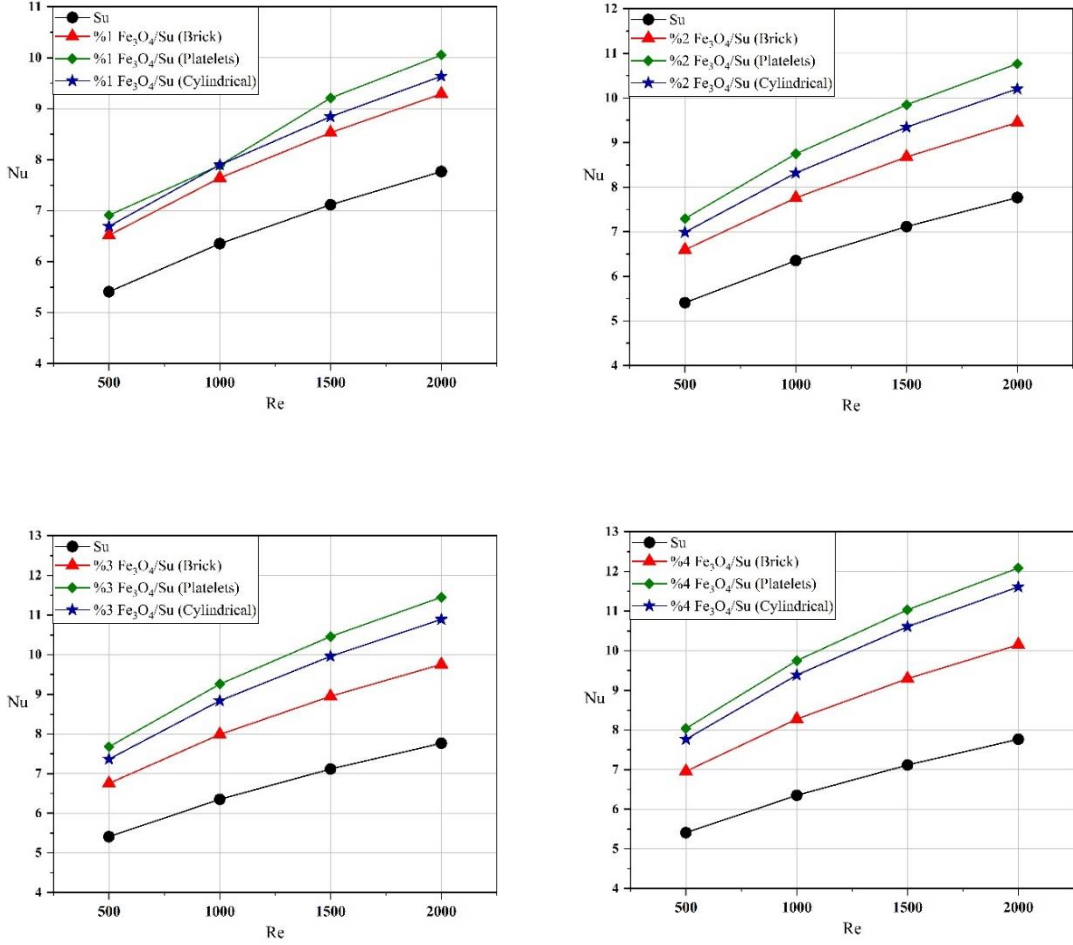 11
10
9
8
7
6
5
4
Nu
Su
%1 Fe₃O₄/Su (Brick)
%1 Fe₃O₄/Su (Platelets)
%1 Fe₃O₄/Su (Cylindrical)
500 1000 1500 2000
Re
12
11
10
9
8
7
6
5
4
Nu
Su
%2 Fe₃O₄/Su (Brick)
%2 Fe₃O₄/Su (Platelets)
%2 Fe₃O₄/Su (Cylindrical)
500 1000 1500 2000
Re
13
12
11
10
9
8
7
6
5
4
Nu
Su
%3 Fe₃O₄/Su (Brick)
%3 Fe₃O₄/Su (Platelets)
%3 Fe₃O₄/Su (Cylindrical)
500 1000 1500 2000
Re
13
12
11
10
9
8
7
6
5
4
Nu
Su
%4 Fe₃O₄/Su (Brick)
%4 Fe₃O₄/Su (Platelets)
%4 Fe₃O₄/Su (Cylindrical)
500 1000 1500 2000
Re